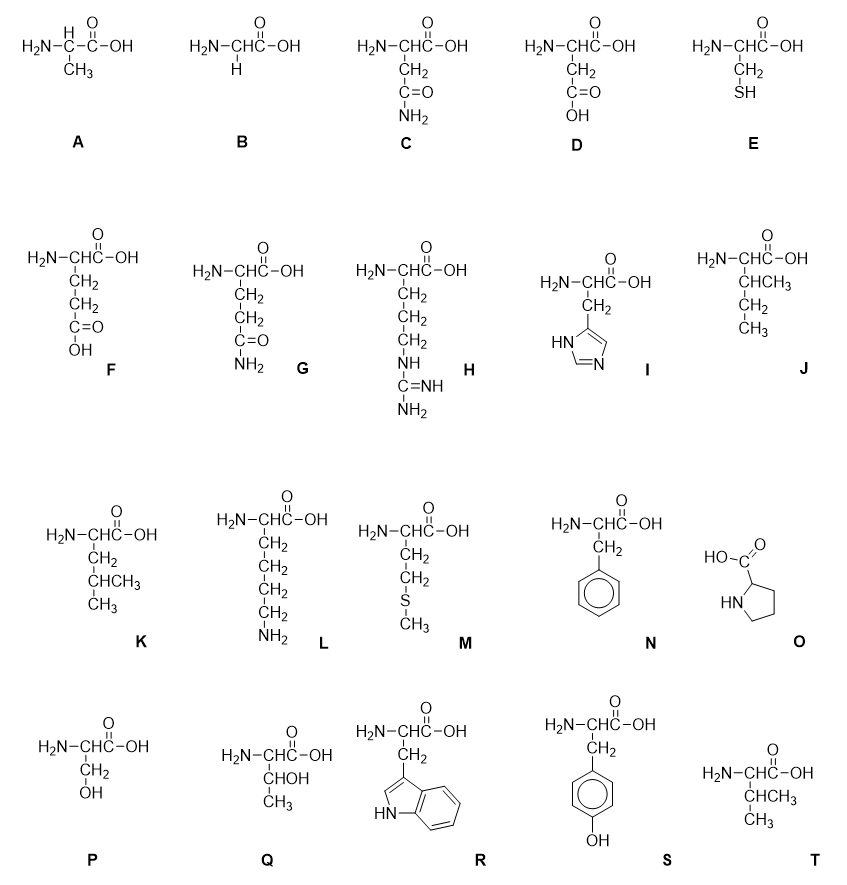 H
O
H₂N–C–C–OH
CH₃
A
O
H₂N–CHC–OH
H
B
O
H₂N–CHC–OH
CH₂
C=O
NH₂
C
O
H₂N–CHC–OH
CH₂
C=O
OH
D
O
H₂N–CHC–OH
CH₂
SH
E
O
H₂N–CHC–OH
CH₂
CH₂
C=O
OH
F
O
H₂N–CHC–OH
CH₂
CH₂
C=O
NH₂
G
O
H₂N–CHC–OH
CH₂
CH₂
CH₂
NH
C=NH
NH₂
H
O
H₂N–CHC–OH
CH₂
HN
N
I
O
H₂N–CHC–OH
CHCH₃
CH₂
CH₃
J
O
H₂N–CHC–OH
CH₂
CHCH₃
CH₃
K
O
H₂N–CHC–OH
CH₂
CH₂
CH₂
CH₂
NH₂
L
O
H₂N–CHC–OH
CH₂
CH₂
S
CH₃
M
O
H₂N–CHC–OH
CH₂
N
O
HO–C
HN
O
O
H₂N–CHC–OH
CH₂
OH
P
O
H₂N–CHC–OH
CHOH
CH₃
Q
O
H₂N–CHC–OH
CH₂
HN
R
O
H₂N–CHC–OH
CH₂
OH
S
O
H₂N–CHC–OH
CHCH₃
CH₃
T